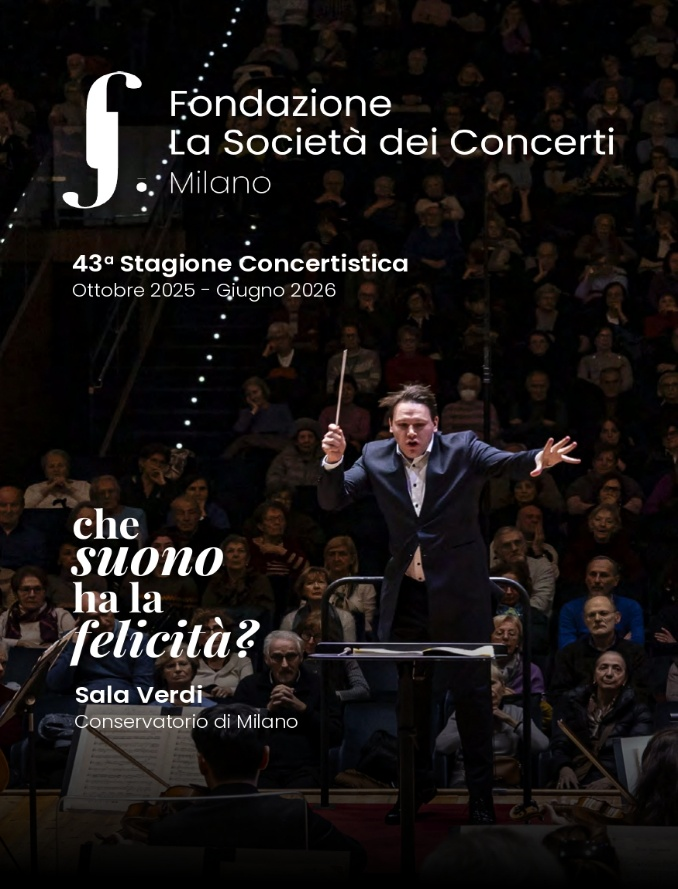 Fondazione
La Società dei Concerti
Milano
43ª Stagione Concertistica
Ottobre 2025 - Giugno 2026
che
suono
ha la
felicità?
Sala Verdi
Conservatorio di Milano